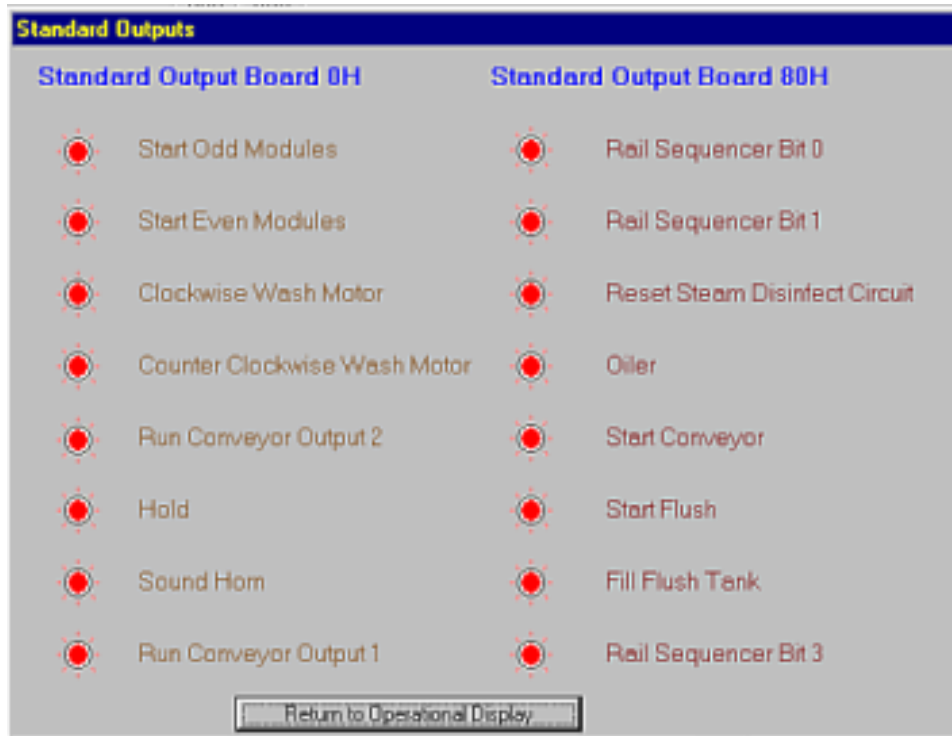 Standard Outputs
Standard Output Board 0H
Start Odd Modules
Start Even Modules
Clockwise Wash Motor
Counter Clockwise Wash Motor
Run Conveyor Output 2
Hold
Sound Horn
Run Conveyor Output 1
Standard Output Board 80H
Rail Sequencer Bit 0
Rail Sequencer Bit 1
Reset Steam Disinfect Circuit
Oiler
Start Conveyor
Start Flush
Fill Flush Tank
Rail Sequencer Bit 3
Return to Operational Display